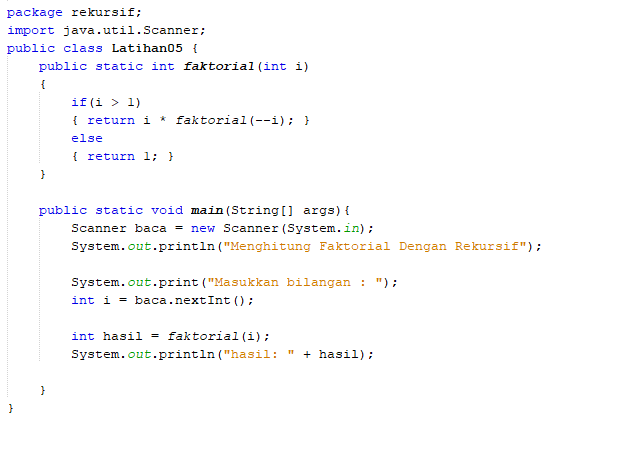 package rekursif;
import java.util.Scanner;
public class Latihan05 {
    public static int faktorial(int i)
    {
        if(i > 1)
        { return i * faktorial(--i); }
        else
        { return 1; }
    }
    public static void main(String[] args){
        Scanner baca = new Scanner(System.in);
        System.out.println("Menghitung Faktorial Dengan Rekursif");
        System.out.print("Masukkan bilangan : ");
        int i = baca.nextInt();
        int hasil = faktorial(i);
        System.out.println("hasil: " + hasil);
    }
}